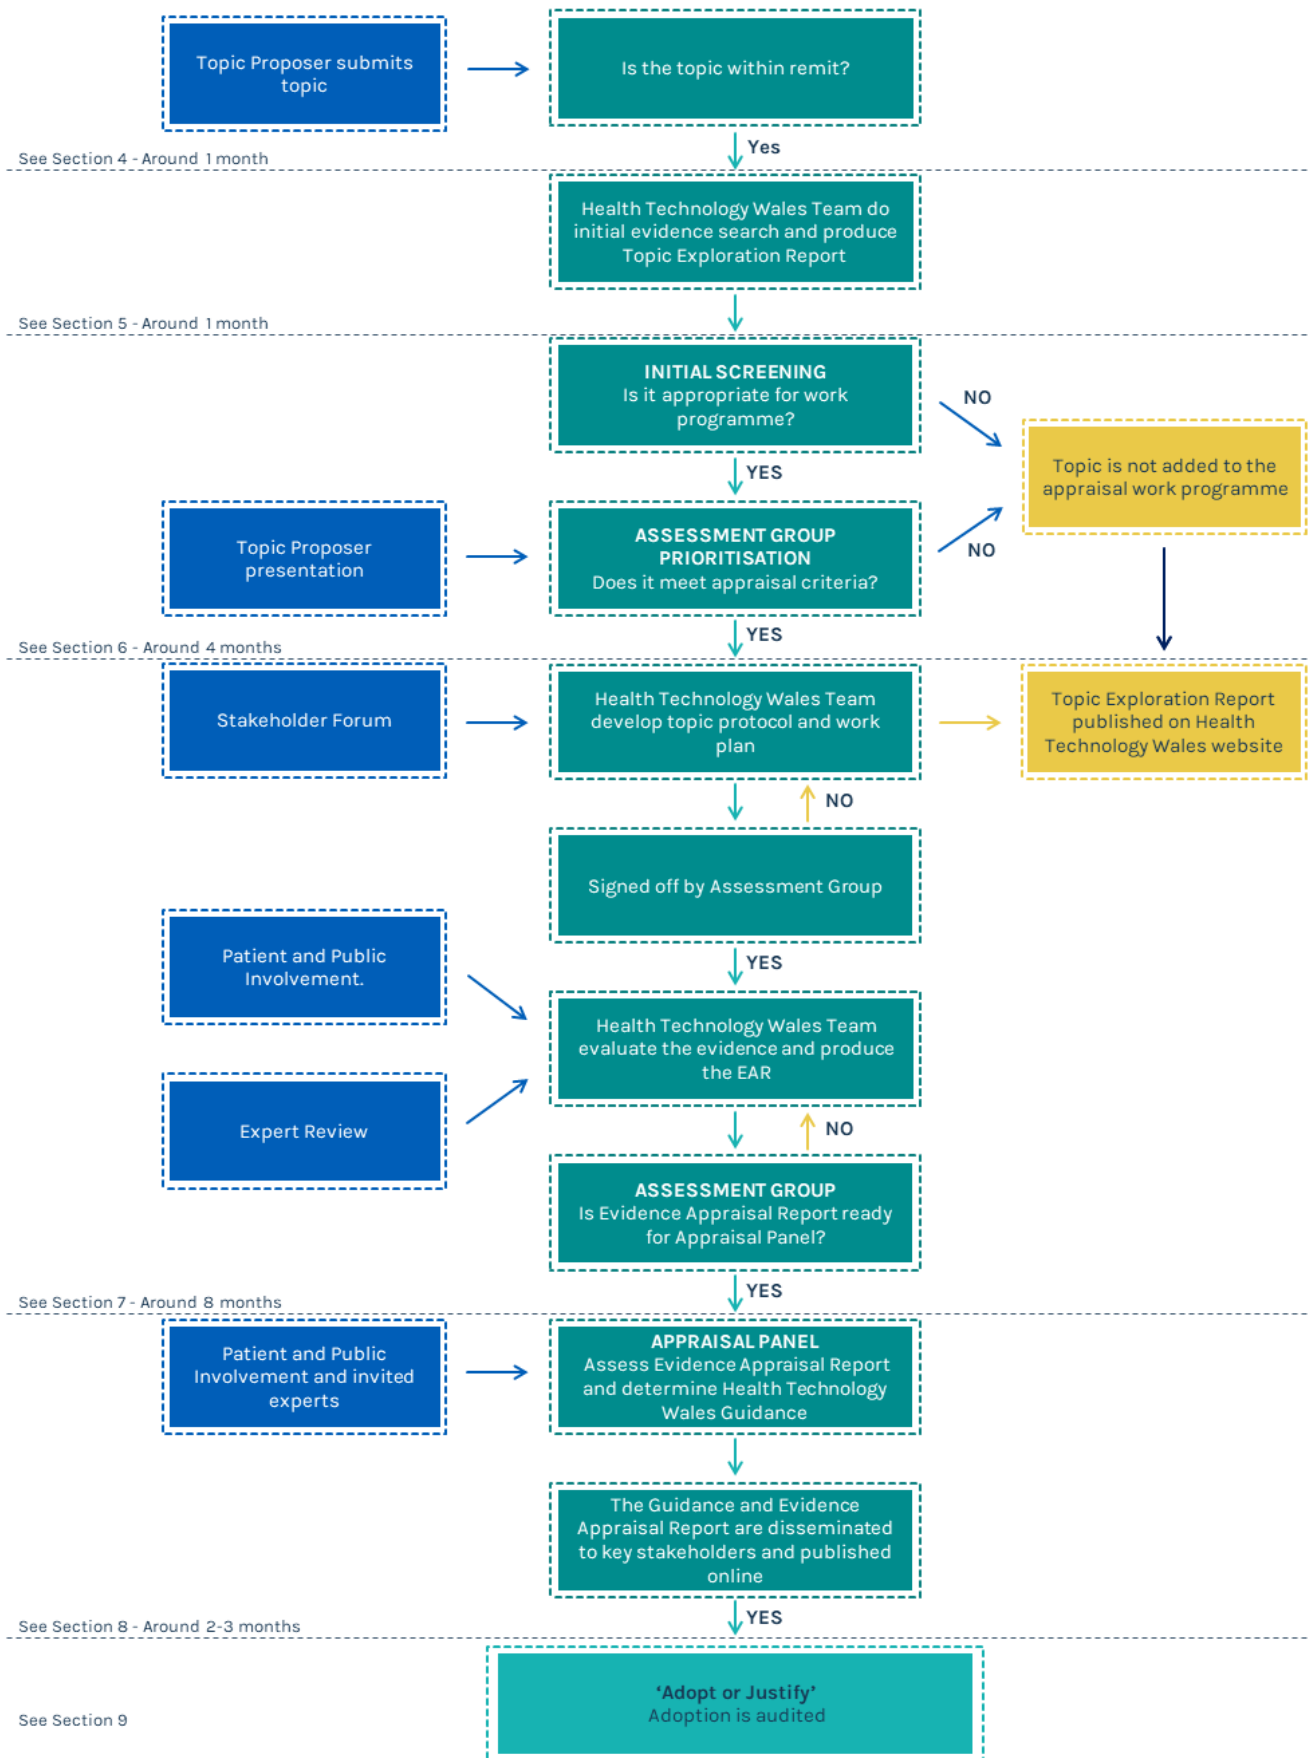 Topic Proposer submits
topic
Is the topic within remit?
Yes
See Section 4 - Around 1 month
Health Technology Wales Team do
initial evidence search and produce
Topic Exploration Report
See Section 5 - Around 1 month
INITIAL SCREENING
Is it appropriate for work
programme?
NO
YES
Topic is not added to the
appraisal work programme
Topic Proposer
presentation
ASSESSMENT GROUP
PRIORITISATION
Does it meet appraisal criteria?
NO
YES
See Section 6 - Around 4 months
Stakeholder Forum
Health Technology Wales Team
develop topic protocol and work
plan
Topic Exploration Report
published on Health
Technology Wales website
NO
Signed off by Assessment Group
YES
Patient and Public
Involvement.
Health Technology Wales Team
evaluate the evidence and produce
the EAR
Expert Review
NO
ASSESSMENT GROUP
Is Evidence Appraisal Report ready
for Appraisal Panel?
YES
See Section 7 - Around 8 months
Patient and Public
Involvement and invited
experts
APPRAISAL PANEL
Assess Evidence Appraisal Report
and determine Health Technology
Wales Guidance
The Guidance and Evidence
Appraisal Report are disseminated
to key stakeholders and published
online
YES
See Section 8 - Around 2-3 months
‘Adopt or Justify’
Adoption is audited
See Section 9